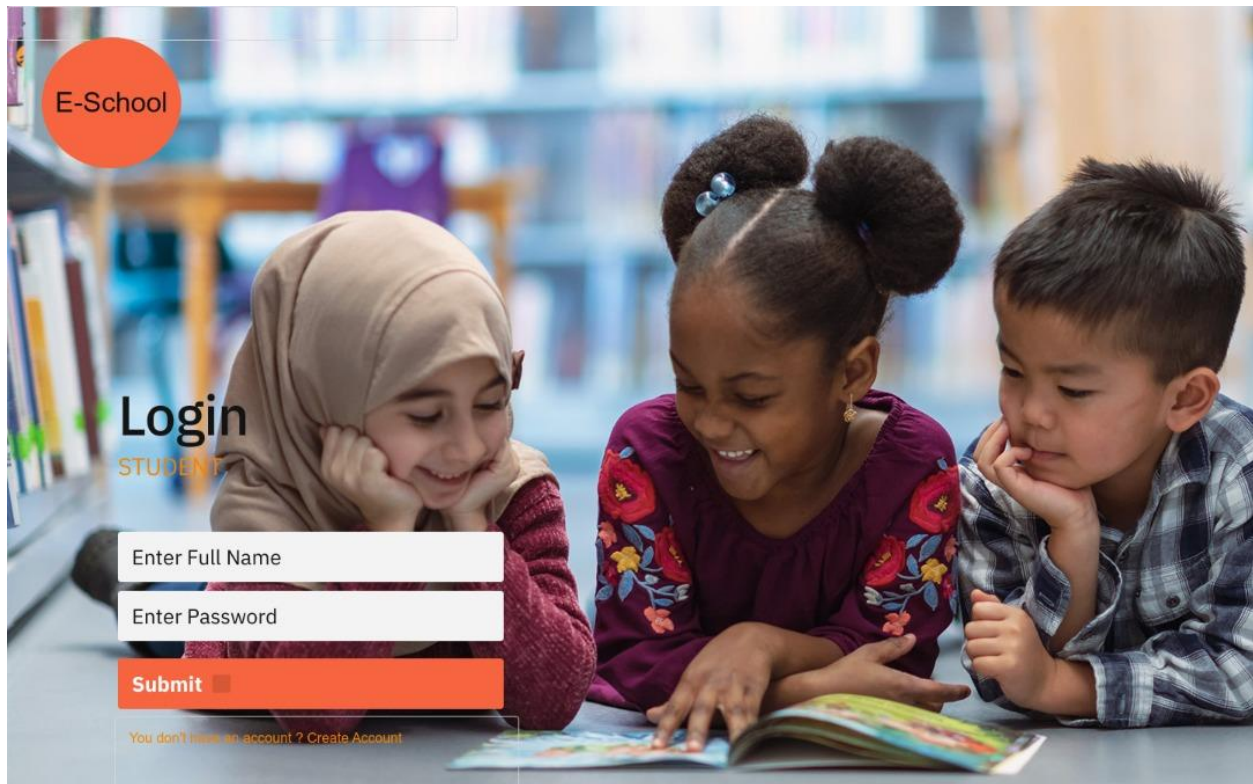 E-School
Login
STUDENT
Enter Full Name
Enter Password
Submit
You don't have an account ? Create Account